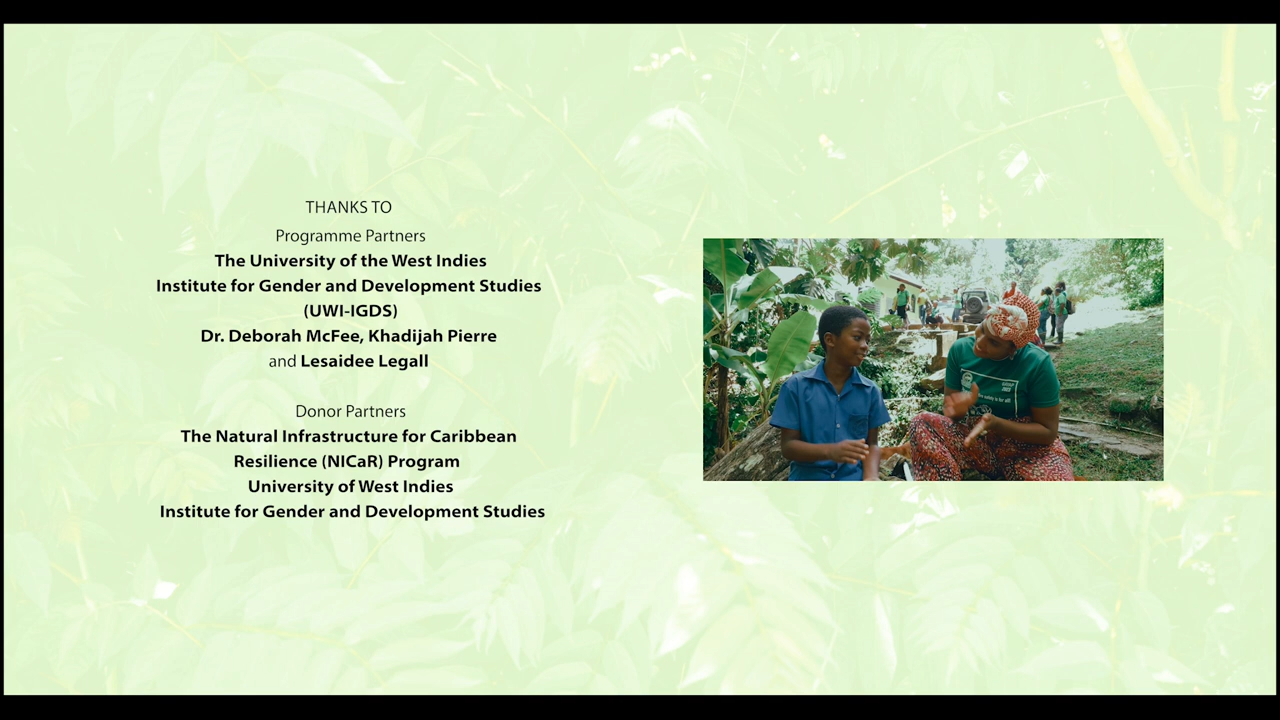 THANKS TO
Programme Partners
The University of the West Indies
Institute for Gender and Development Studies
(UWI-IGDS)
Dr. Deborah McFee, Khadijah Pierre
and Lesaidee Legall
Donor Partners
The Natural Infrastructure for Caribbean
Resilience (NICaR) Program
University of West Indies
Institute for Gender and Development Studies